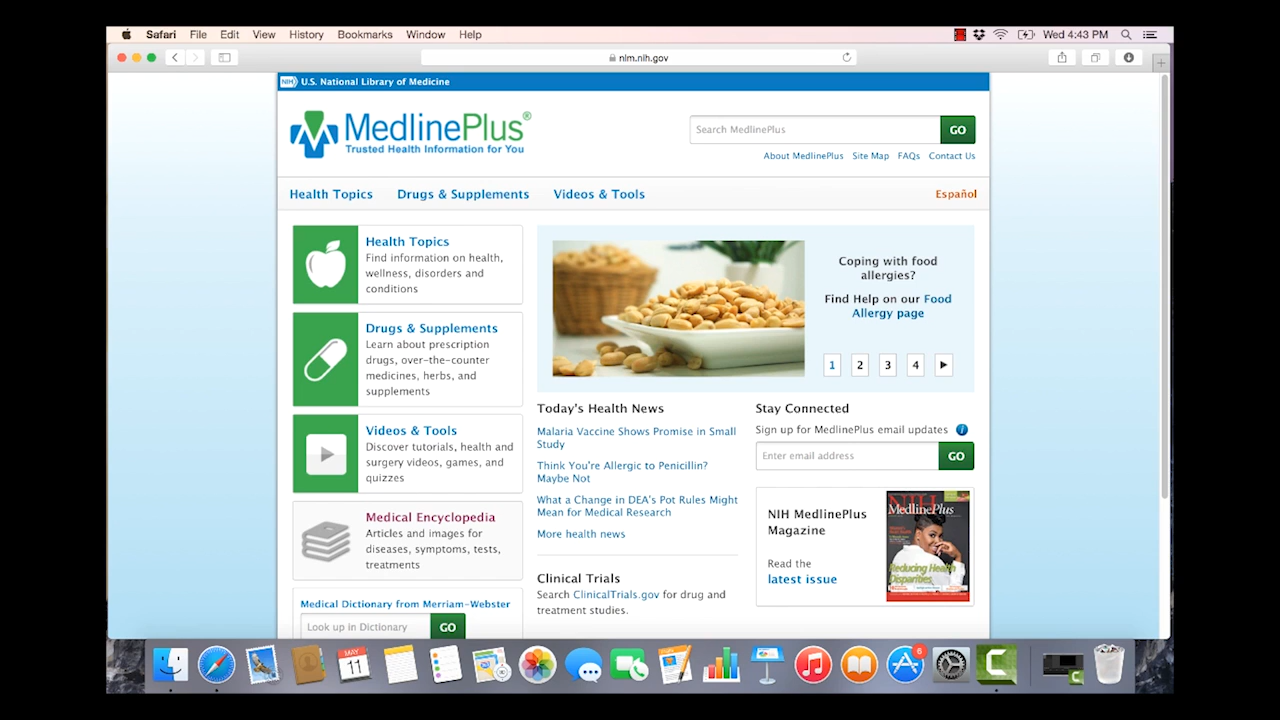 Safari File Edit View History Bookmarks Window Help
Wed 4:43 PM
nlm.nih.gov
NIH U.S. National Library of Medicine
MedlinePlus®
Trusted Health Information for You
Search MedlinePlus
GO
About MedlinePlus Site Map FAQs Contact Us
Health Topics Drugs & Supplements Videos & Tools
Español
Health Topics
Find information on health,
wellness, disorders and
conditions
Drugs & Supplements
Learn about prescription
drugs, over-the-counter
medicines, herbs, and
supplements
Videos & Tools
Discover tutorials, health and
surgery videos, games, and
quizzes
Medical Encyclopedia
Articles and images for
diseases, symptoms, tests,
treatments
Medical Dictionary from Merriam-Webster
Look up in Dictionary
GO
Coping with food
allergies?
Find Help on our Food
Allergy page
1 2 3 4
Today's Health News
Malaria Vaccine Shows Promise in Small
Study
Think You're Allergic to Penicillin?
Maybe Not
What a Change in DEA's Pot Rules Might
Mean for Medical Research
More health news
Clinical Trials
Search ClinicalTrials.gov for drug and
treatment studies.
Stay Connected
Sign up for MedlinePlus email updates
Enter email address
GO
NIH MedlinePlus
Magazine
Read the
latest issue
NIH
MedlinePlus
Reducing Health
Disparities
MAY
11
6